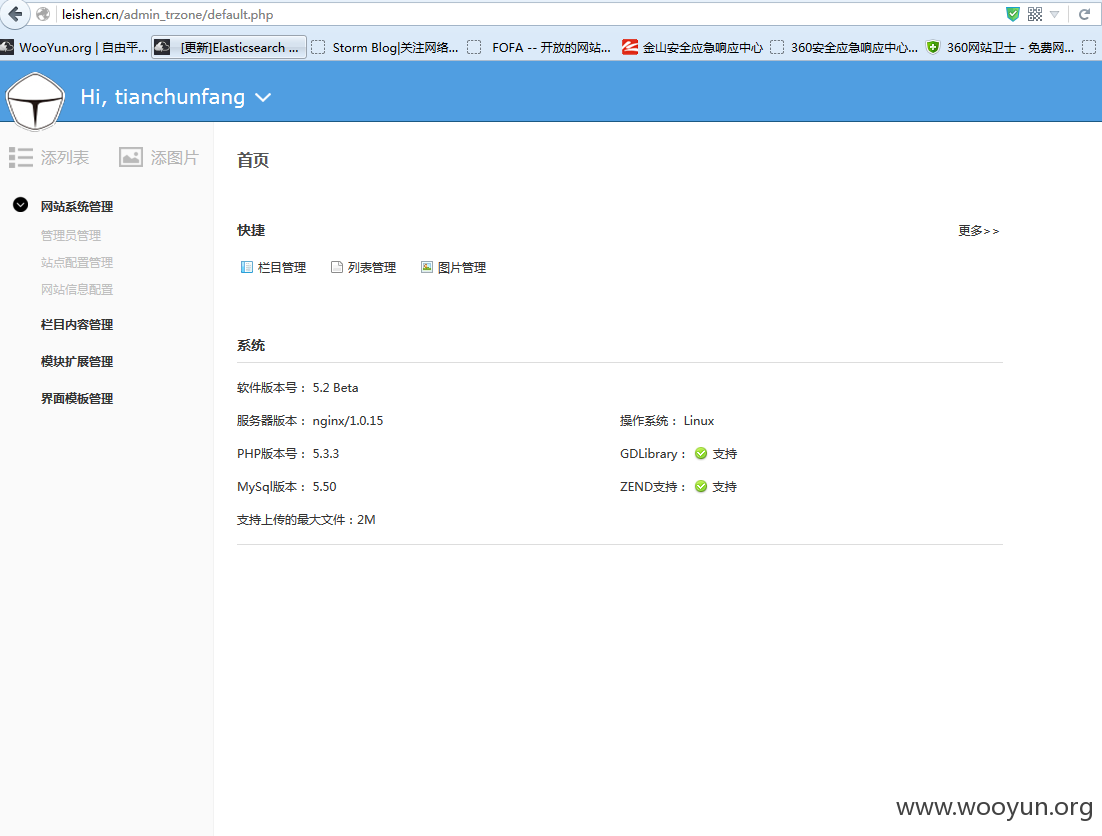 leishen.cn/admin_trzone/default.php
WooYun.org | 自由平... [更新]Elasticsearch ... Storm Blog|关注网络... FOFA -- 开放的网站... 金山安全应急响应中心 360安全应急响应中心... 360网站卫士 - 免费网...
Hi, tianchunfang
添列表 添图片
首页
网站系统管理
管理员管理
站点配置管理
网站信息配置
栏目内容管理
模块扩展管理
界面模板管理
快捷 更多>>
栏目管理 列表管理 图片管理
系统
软件版本号： 5.2 Beta
服务器版本： nginx/1.0.15 操作系统： Linux
PHP版本号： 5.3.3 GDLibrary： 支持
MySql版本： 5.50 ZEND支持： 支持
支持上传的最大文件：2M
www.wooyun.org